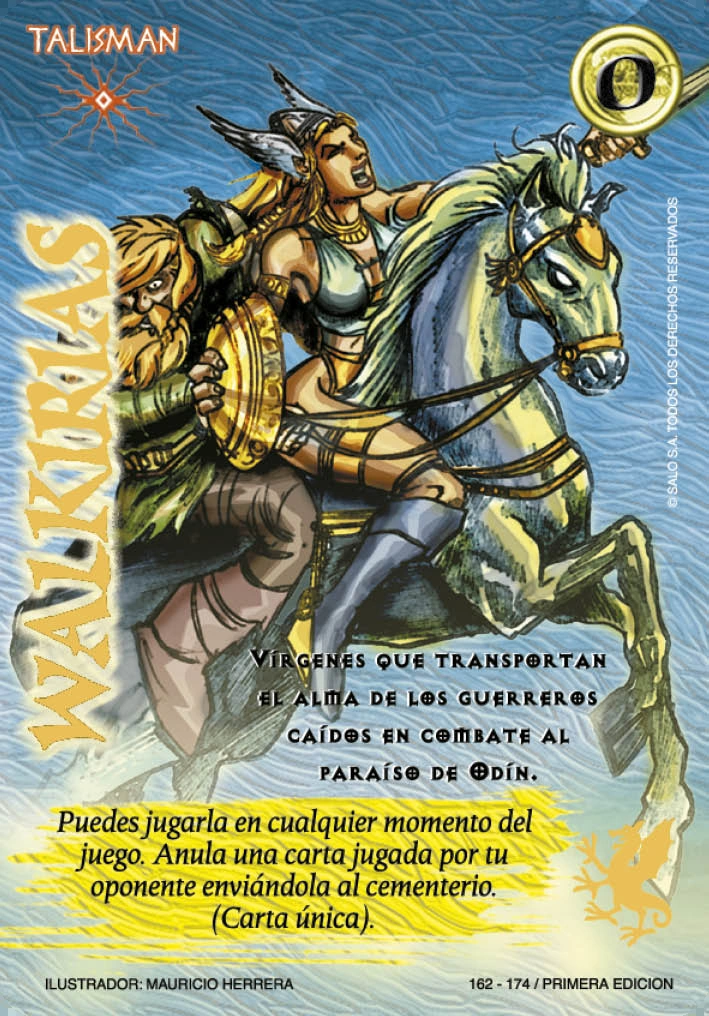 TALISMAN
0
WALKIRIAS
© SALO S.A. TODOS LOS DERECHOS RESERVADOS
VÍRGENES QUE TRANSPORTAN
EL ALMA DE LOS GUERREROS
CAÍDOS EN COMBATE AL
PARAÍSO DE ODÍN.
Puedes jugarla en cualquier momento del
juego. Anula una carta jugada por tu
oponente enviándola al cementerio.
(Carta única).
ILUSTRADOR: MAURICIO HERRERA
162 - 174 / PRIMERA EDICION